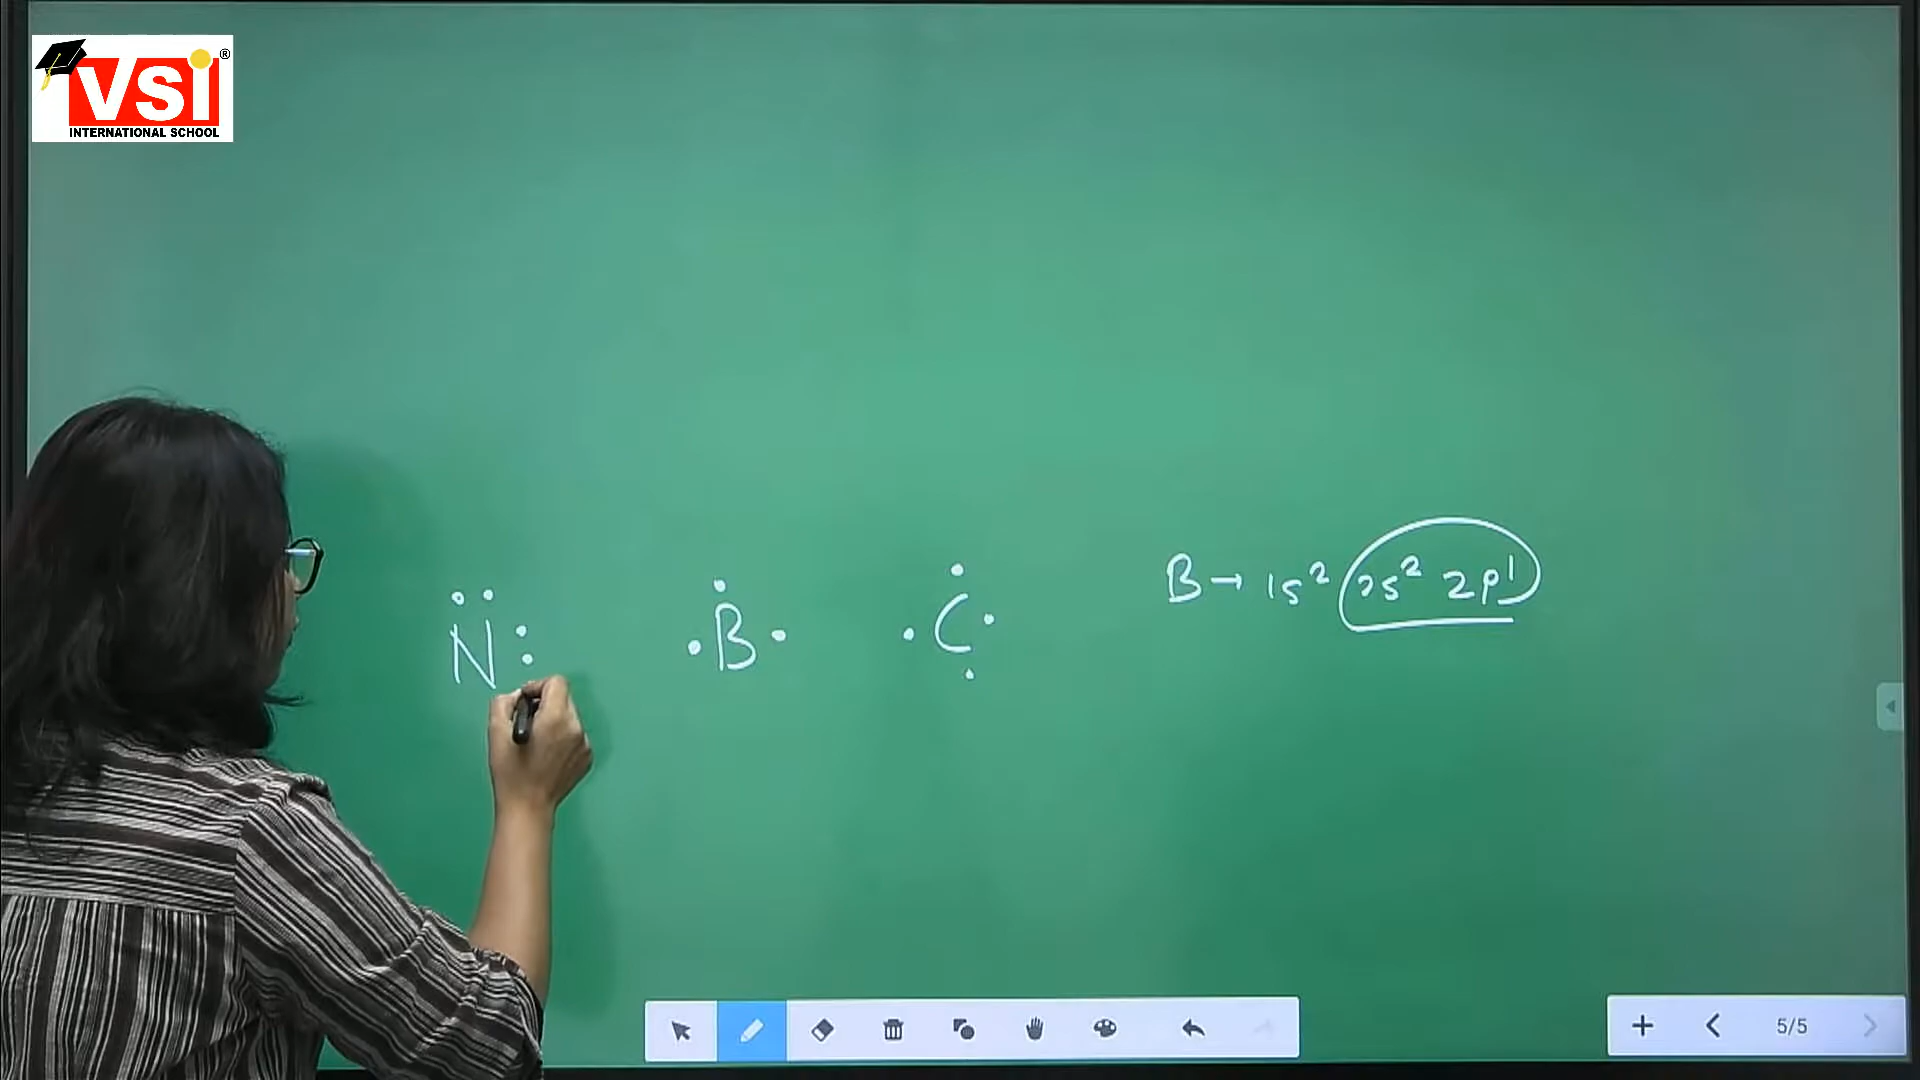 VSI ®
INTERNATIONAL SCHOOL
N B C B → 1s² 2s² 2p¹
5/5